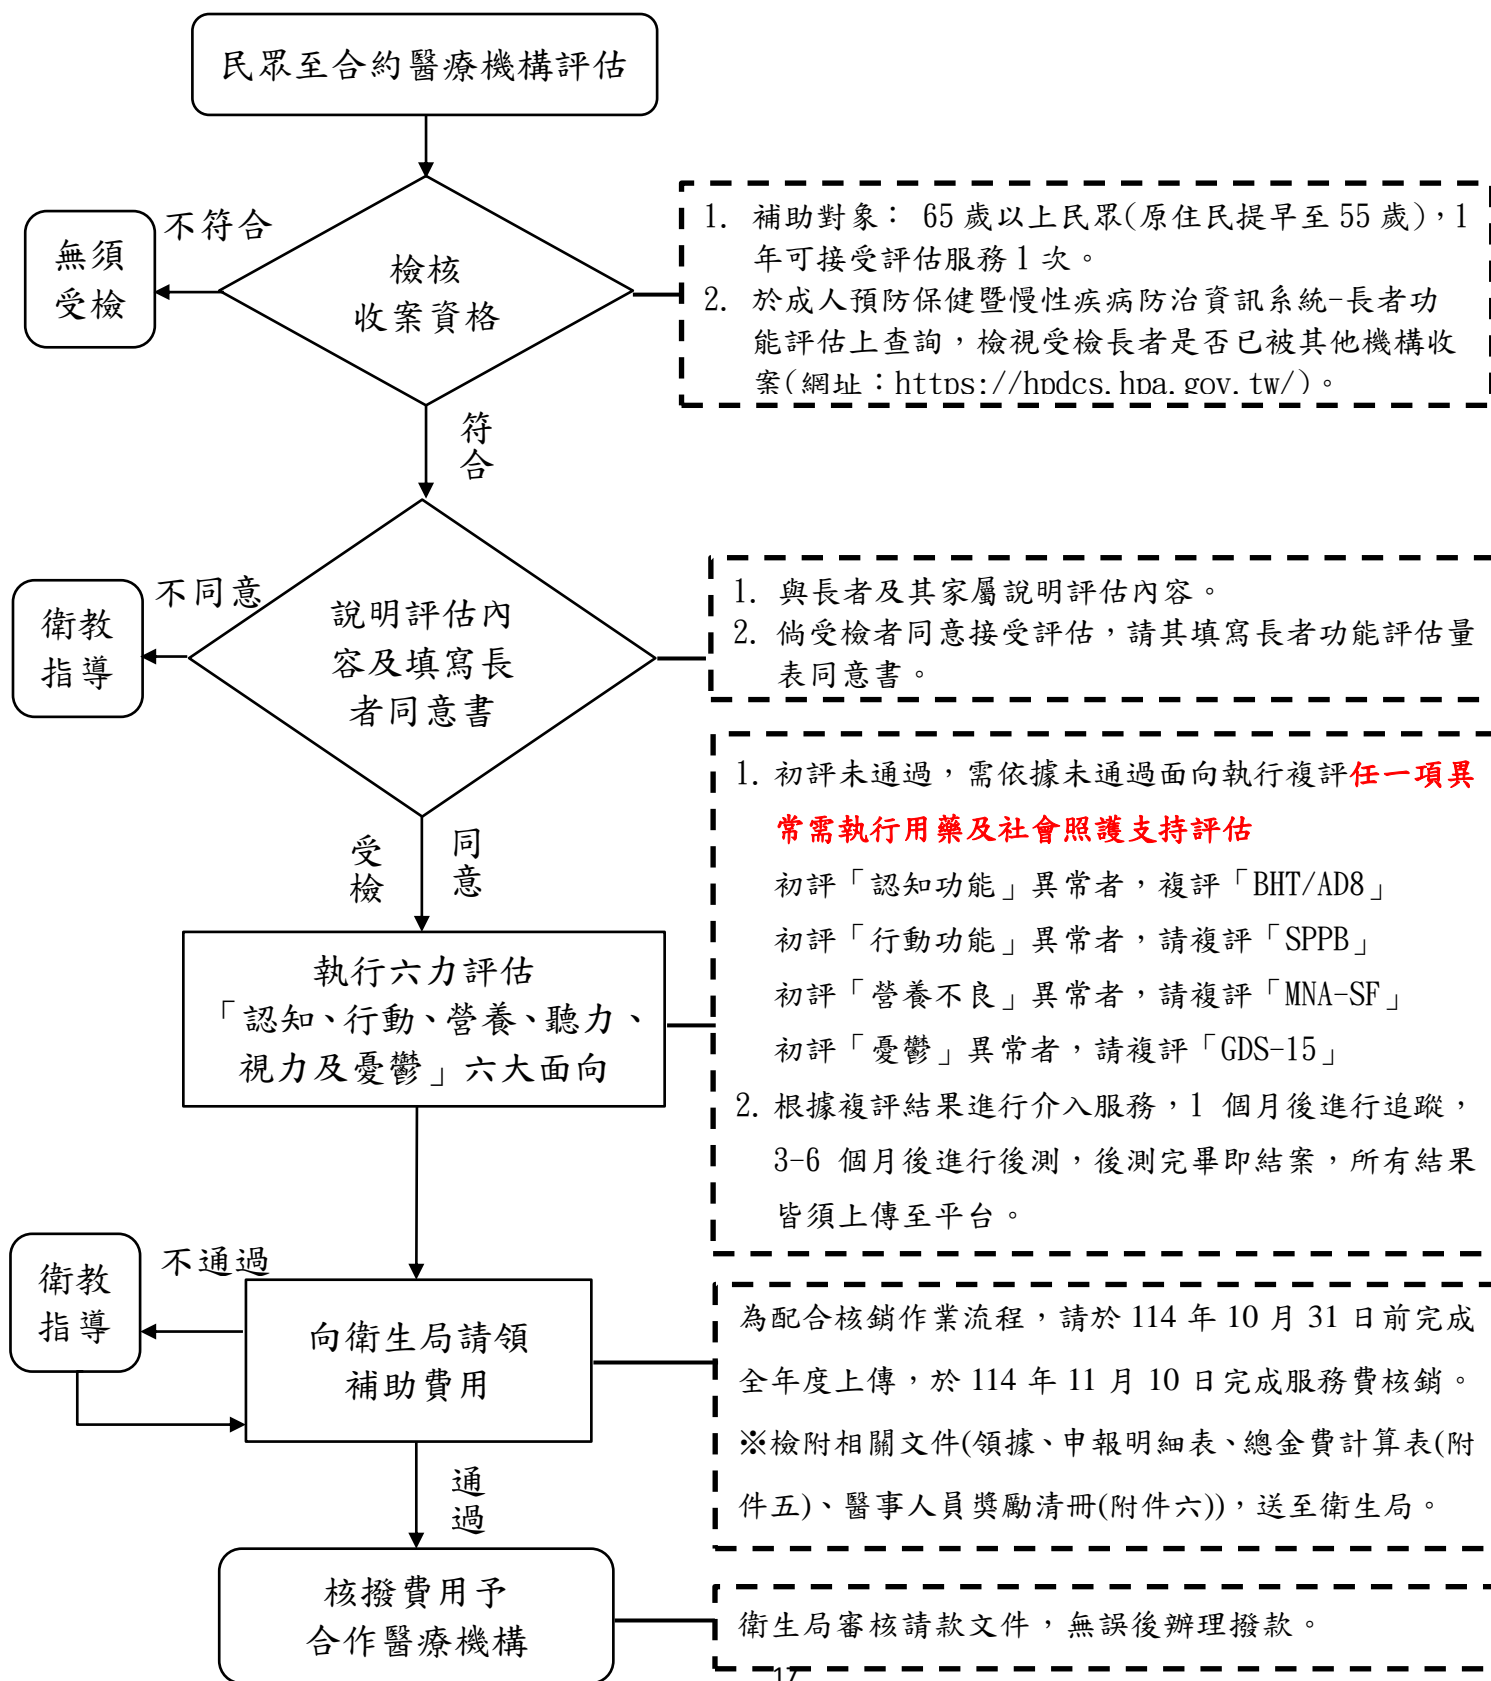 民眾至合約醫療機構評估
不符合
無須
受檢
檢核
收案資格
1. 補助對象： 65 歲以上民眾(原住民提早至 55 歲)，1
年可接受評估服務 1 次。
2. 於成人預防保健暨慢性疾病防治資訊系統-長者功
能評估上查詢，檢視受檢長者是否已被其他機構收
案(網址：https://hpdcs.hpa.gov.tw/)。
符
合
不同意
衛教
指導
說明評估內
容及填寫長
者同意書
1. 與長者及其家屬說明評估內容。
2. 倘受檢者同意接受評估，請其填寫長者功能評估量
表同意書。
受
檢
同
意
執行六力評估
「認知、行動、營養、聽力、
視力及憂鬱」六大面向
1. 初評未通過，需依據未通過面向執行複評任一項異
常需執行用藥及社會照護支持評估
初評「認知功能」異常者，複評「BHT/AD8」
初評「行動功能」異常者，請複評「SPPB」
初評「營養不良」異常者，請複評「MNA-SF」
初評「憂鬱」異常者，請複評「GDS-15」
2. 根據複評結果進行介入服務，1 個月後進行追蹤，
3-6 個月後進行後測，後測完畢即結案，所有結果
皆須上傳至平台。
不通過
衛教
指導
向衛生局請領
補助費用
為配合核銷作業流程，請於 114 年 10 月 31 日前完成
全年度上傳，於 114 年 11 月 10 日完成服務費核銷。
※檢附相關文件(領據、申報明細表、總金費計算表(附
件五)、醫事人員獎勵清冊(附件六))，送至衛生局。
通
過
核撥費用予
合作醫療機構
衛生局審核請款文件，無誤後辦理撥款。
17